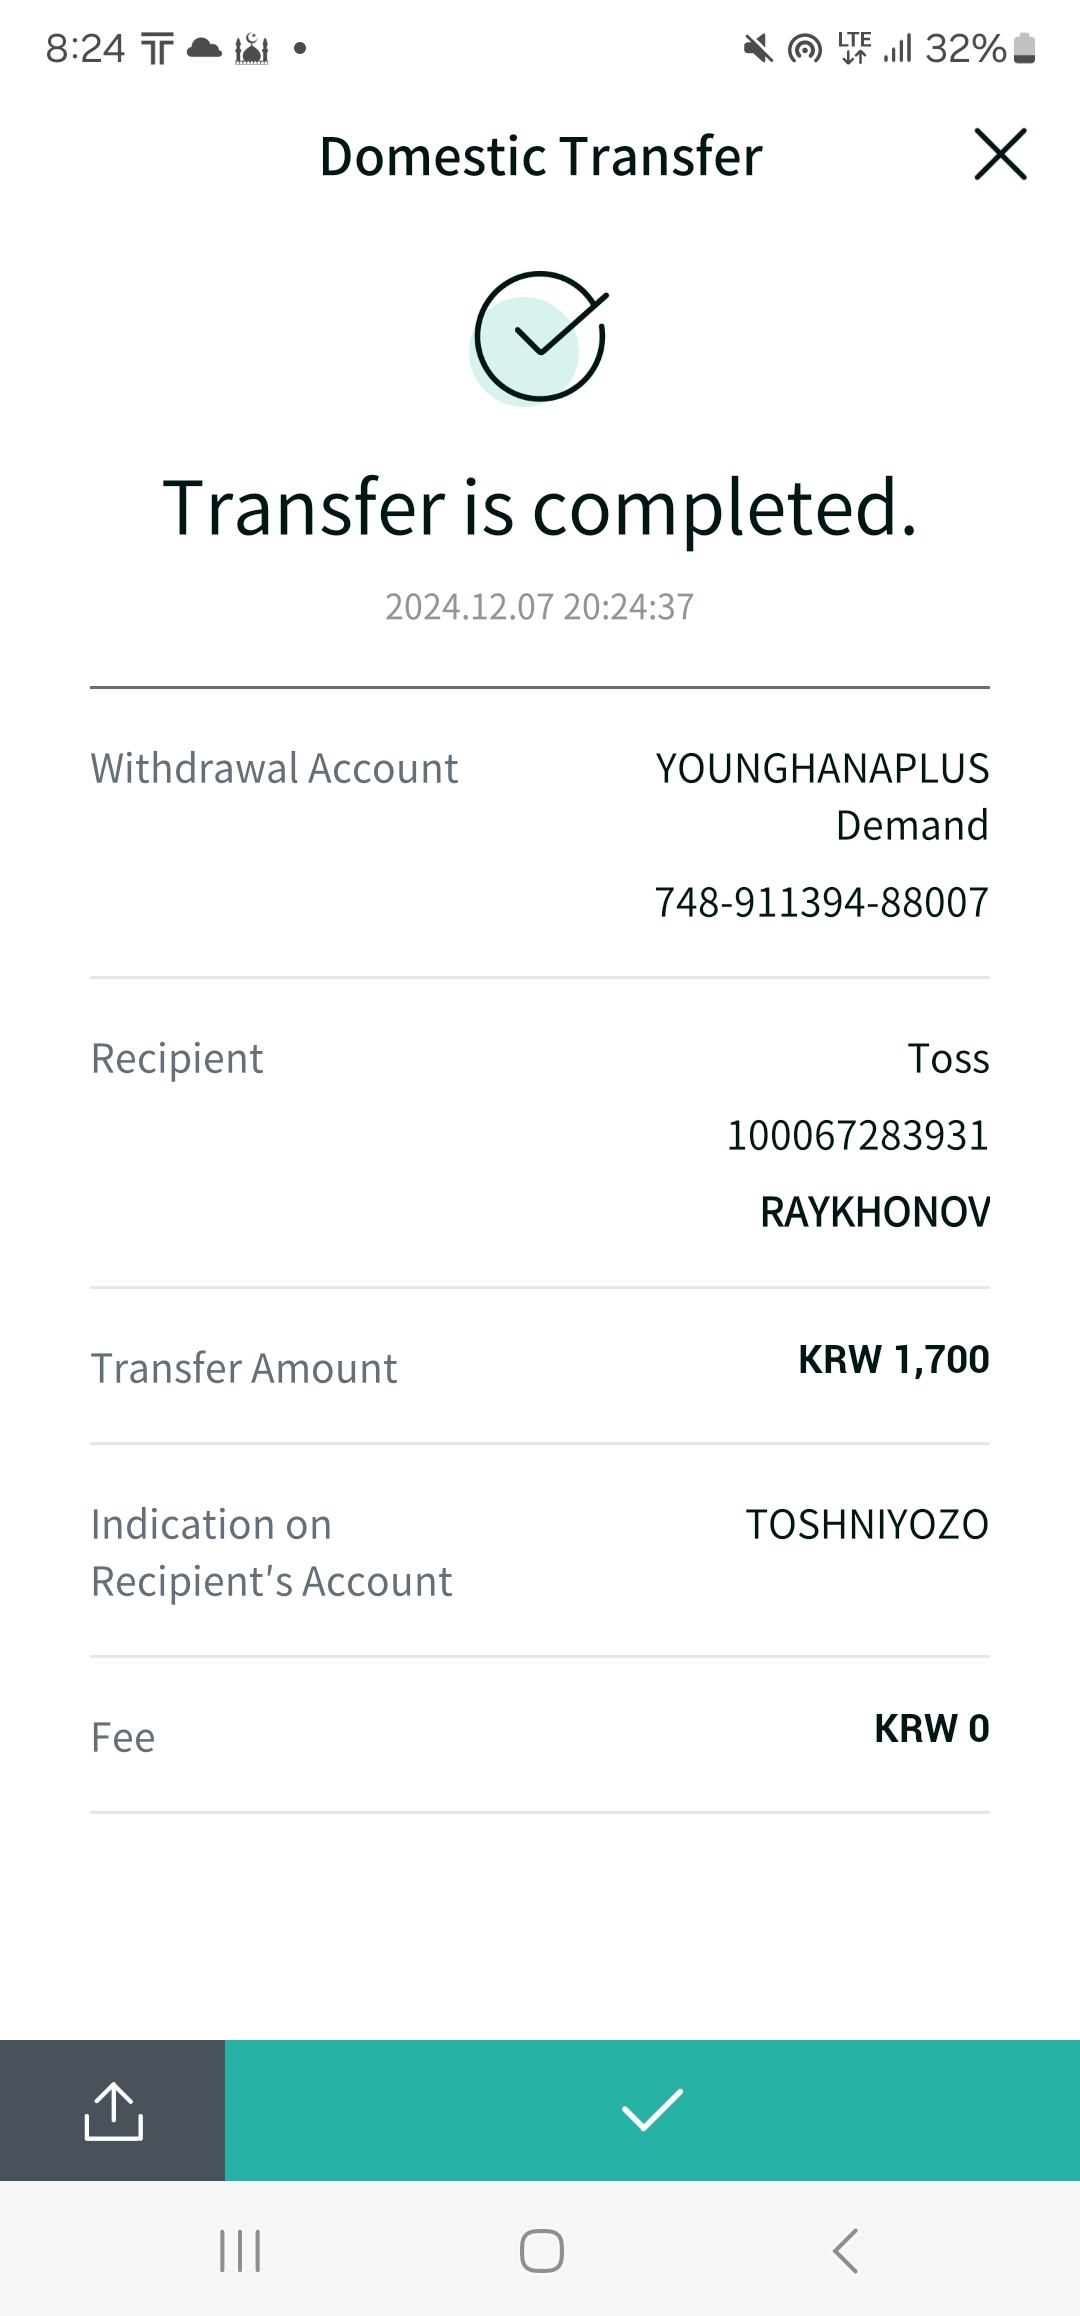 8:24
LTE
32%
Domestic Transfer
Transfer is completed.
2024.12.07 20:24:37
Withdrawal Account
YOUNGHANAPLUS
Demand
748-911394-88007
Recipient
Toss
100067283931
RAYKHONOV
Transfer Amount
KRW 1,700
Indication on
Recipient's Account
TOSHNIYOZO
Fee
KRW 0